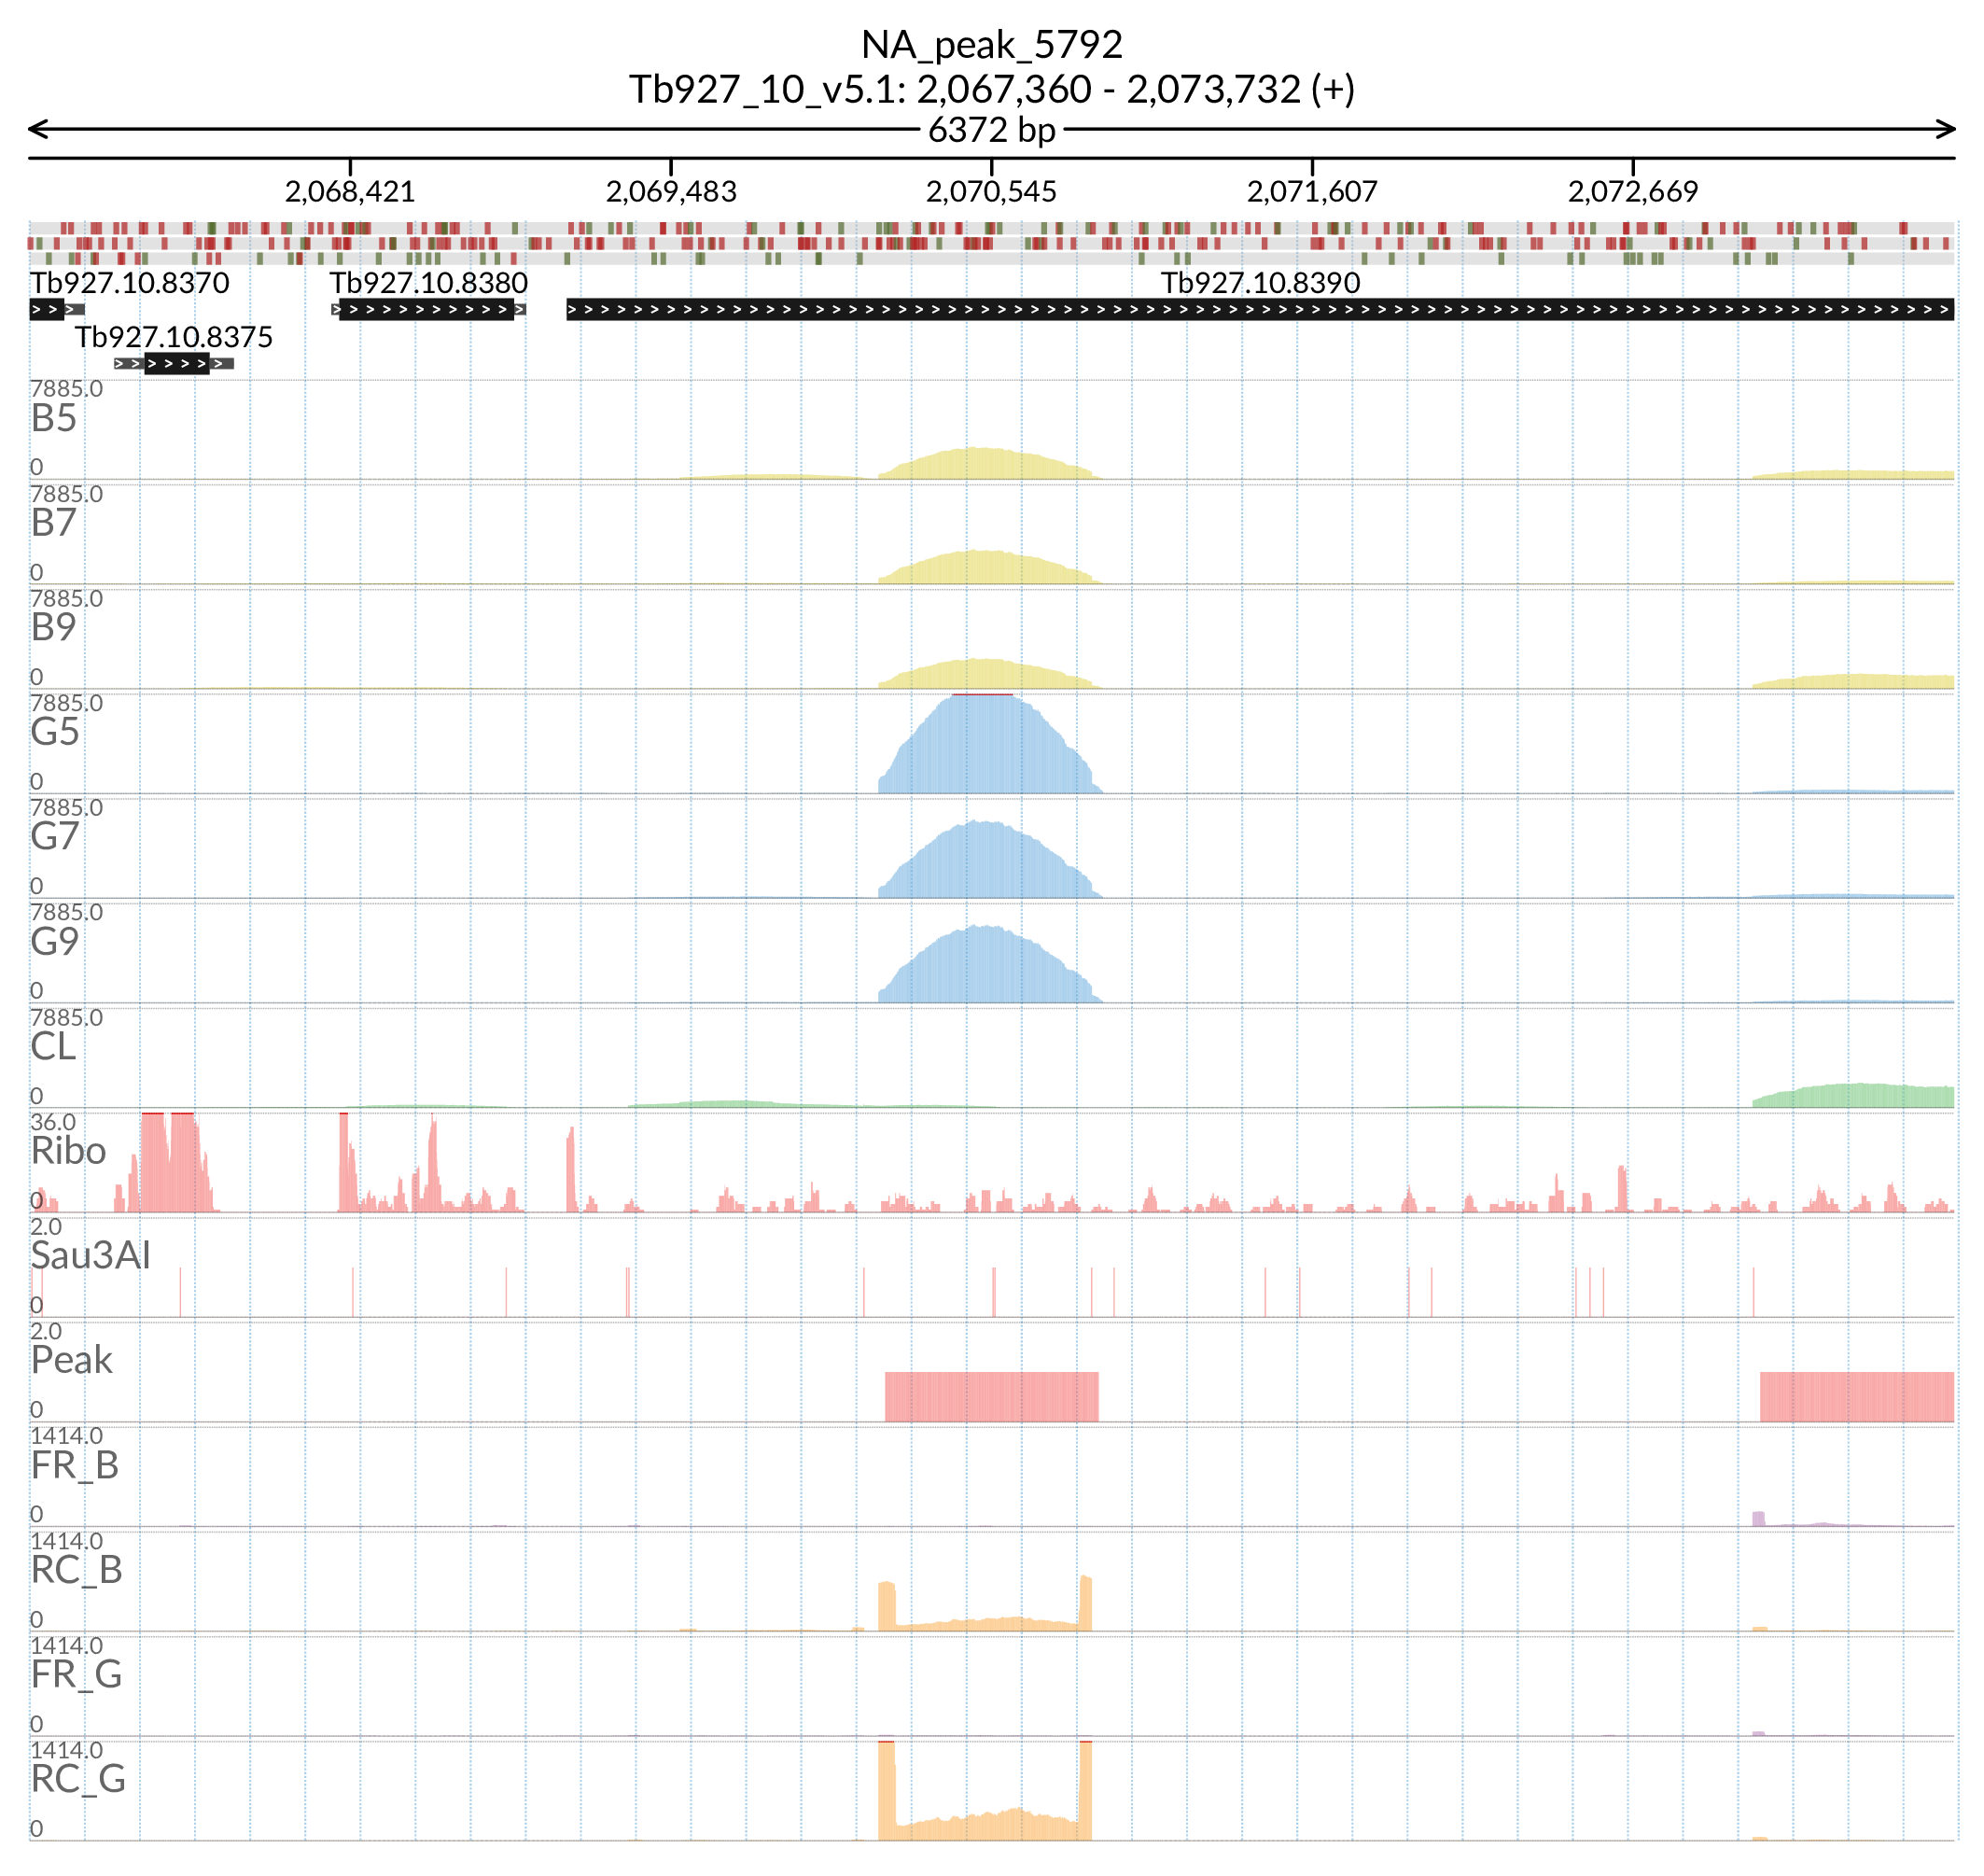 NA_peak_5792
Tb927_10_v5.1: 2,067,360 - 2,073,732 (+)
6372 bp
2,068,421 2,069,483 2,070,545 2,071,607 2,072,669
Tb927.10.8370 Tb927.10.8380 Tb927.10.8390
Tb927.10.8375
7885.0
B5
0
7885.0
B7
0
7885.0
B9
0
7885.0
G5
0
7885.0
G7
0
7885.0
G9
0
7885.0
CL
0
36.0
Ribo
0
2.0
Sau3AI
0
2.0
Peak
0
1414.0
FR_B
0
1414.0
RC_B
0
1414.0
FR_G
0
1414.0
RC_G
0